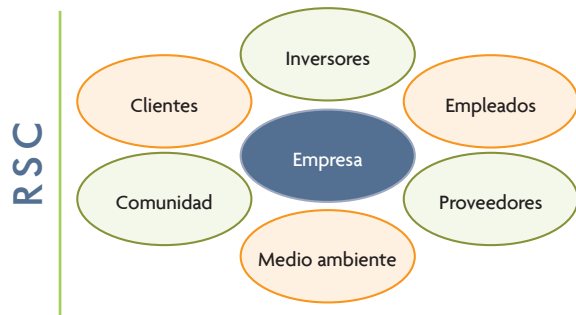 RSC
Inversores
Clientes
Empleados
Empresa
Comunidad
Proveedores
Medio ambiente